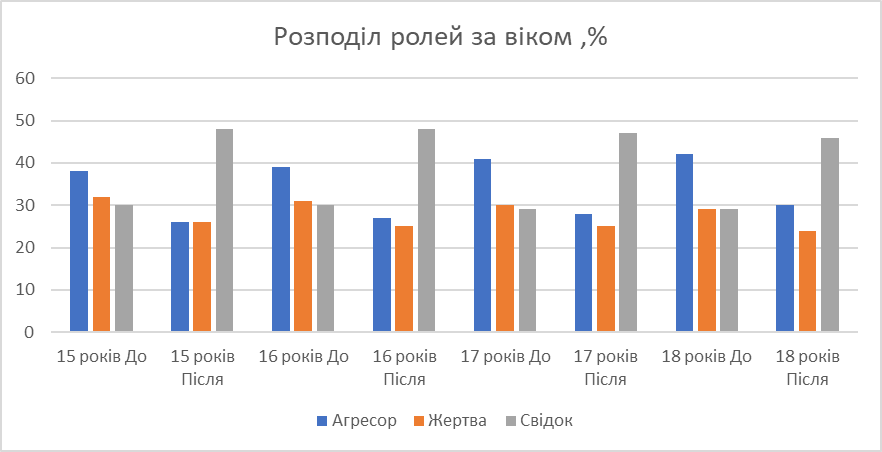 Розподіл ролей за віком ,%
60
50
40
30
20
10
0
15 років До
15 років
Після
16 років До
16 років
Після
17 років До
17 років
Після
18 років До
18 років
Після
Агресор
Жертва
Свідок